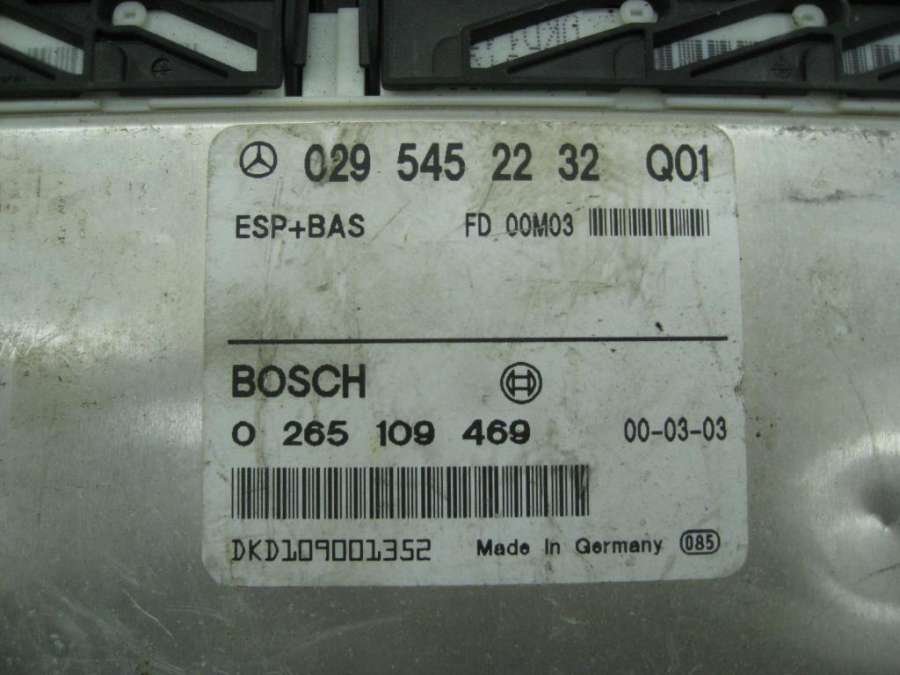 029 545 22 32 Q01
ESP+BAS FD 00M03
BOSCH
0 265 109 469 00-03-03
DKD109001352 Made in Germany 085